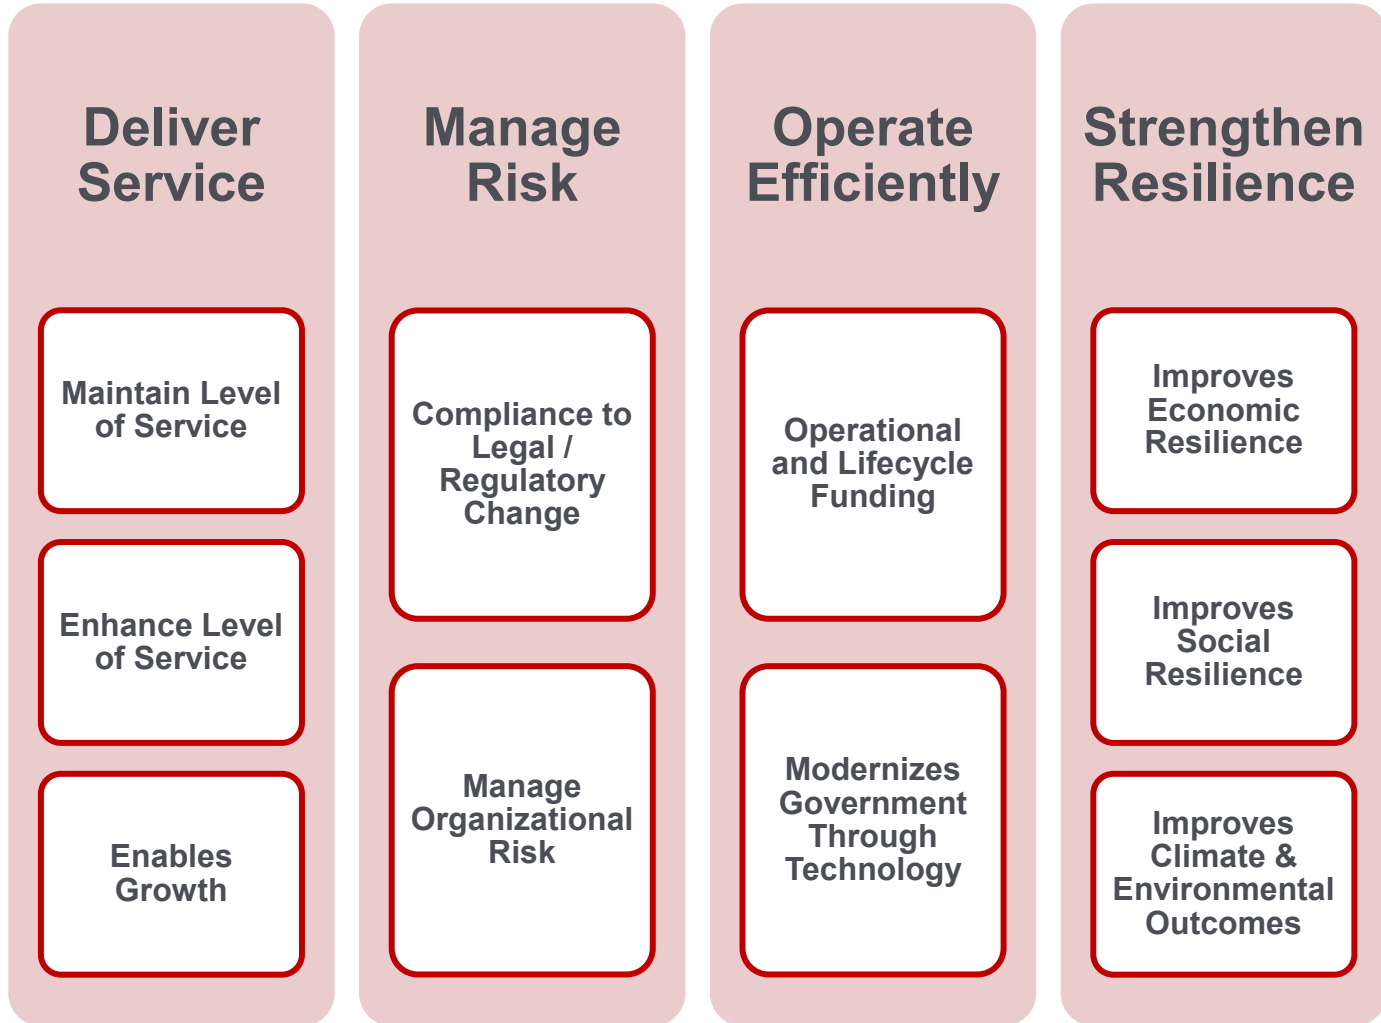 Deliver
Service
Maintain Level
of Service
Enhance Level
of Service
Enables
Growth
Manage
Risk
Compliance to
Legal /
Regulatory
Change
Manage
Organizational
Risk
Operate
Efficiently
Operational
and Lifecycle
Funding
Modernizes
Government
Through
Technology
Strengthen
Resilience
Improves
Economic
Resilience
Improves
Social
Resilience
Improves
Climate &
Environmental
Outcomes